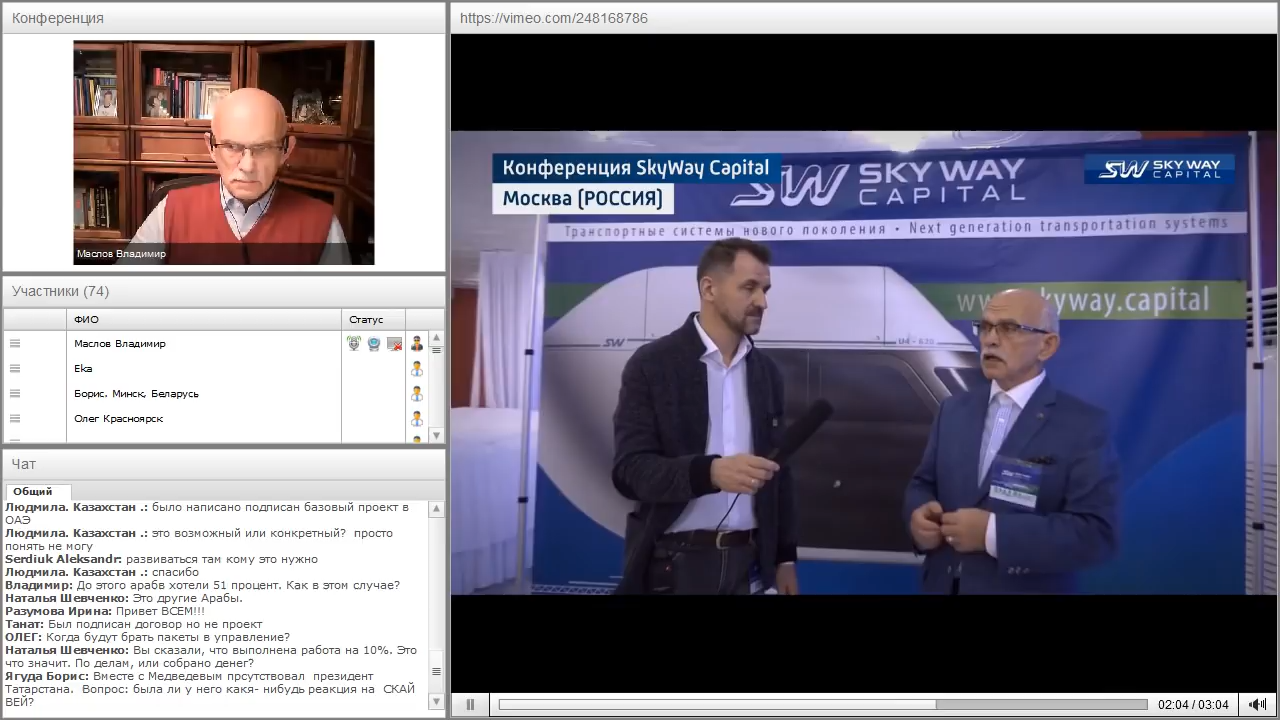 Конференция
https://vimeo.com/248168786
Маслов Владимир
Конференция SkyWay Capital
Москва (РОССИЯ)
SW SKY WAY
CAPITAL
SW SKY WAY
CAPITAL
Транспортные системы нового поколения • Next generation transportation systems
skyway.capital
SW
Участники (74)
ФИО Статус
Маслов Владимир
Eka
Борис. Минск, Беларусь
Олег Красноярск
Чат
Общий
Людмила. Казахстан .: было написано подписан базовый проект в
ОАЭ
Людмила. Казахстан .: это возможный или конкретный? просто
понять не могу
Serdiuk Aleksandr: развиваться там кому это нужно
Людмила. Казахстан .: спасибо
Владимир: До этого арабв хотели 51 процент. Как в этом случае?
Наталья Шевченко: Это другие Арабы.
Разумова Ирина: Привет ВСЕМ!!!
Танат: Был подписан договор но не проект
ОЛЕГ: Когда будут брать пакеты в управление?
Наталья Шевченко: Вы сказали, что выполнена работа на 10%. Это
что значит. По делам, или собрано денег?
Ягуда Борис: Вместе с Медведевым прсутствовал президент
Татарстана. Вопрос: была ли у него какя- нибудь реакция на СКАЙ
ВЕЙ?
02:04 / 03:04